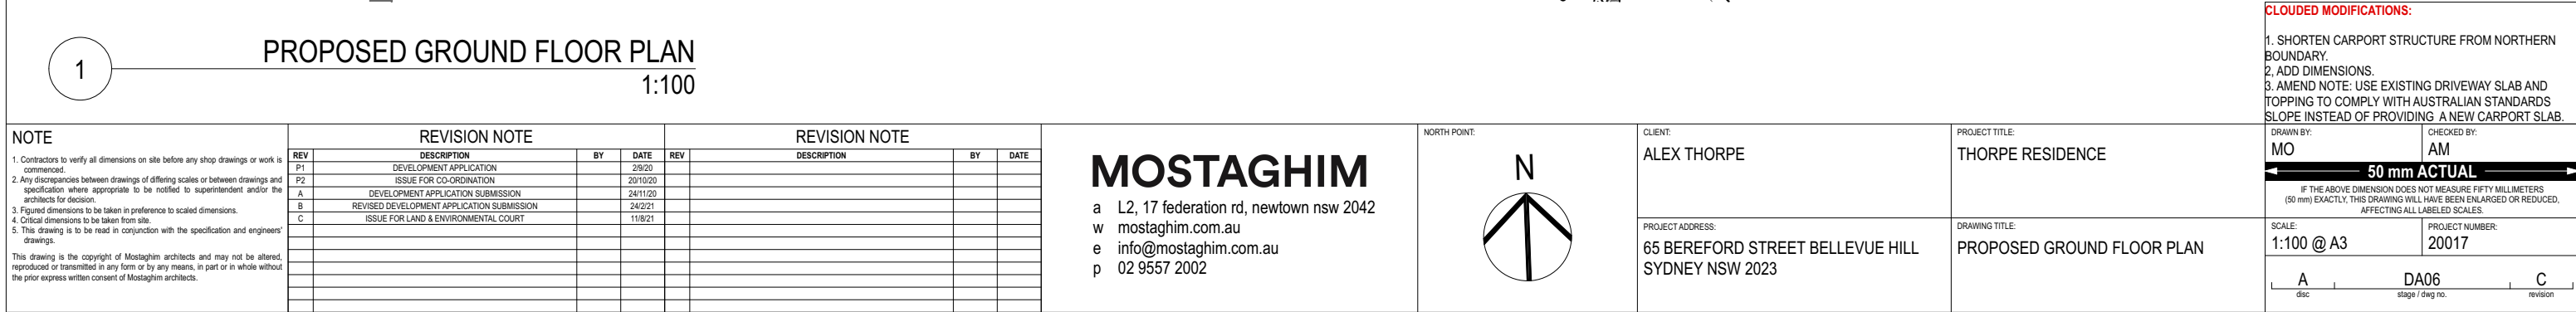 CLOUDED MODIFICATIONS:
1. SHORTEN CARPORT STRUCTURE FROM NORTHERN
BOUNDARY.
2, ADD DIMENSIONS.
3. AMEND NOTE: USE EXISTING DRIVEWAY SLAB AND
TOPPING TO COMPLY WITH AUSTRALIAN STANDARDS
SLOPE INSTEAD OF PROVIDING A NEW CARPORT SLAB.
1
PROPOSED GROUND FLOOR PLAN
1:100
NOTE
1. Contractors to verify all dimensions on site before any shop drawings or work is
commenced.
2. Any discrepancies between drawings of differing scales or between drawings and
specification where appropriate to be notified to superintendent and/or the
architects for decision.
3. Figured dimensions to be taken in preference to scaled dimensions.
4. Critical dimensions to be taken from site.
5. This drawing is to be read in conjunction with the specification and engineers'
drawings.
This drawing is the copyright of Mostaghim architects and may not be altered,
reproduced or transmitted in any form or by any means, in part or in whole without
the prior express written consent of Mostaghim architects.
REVISION NOTE
REV DESCRIPTION BY DATE
P1 DEVELOPMENT APPLICATION 2/9/20
P2 ISSUE FOR CO-ORDINATION 20/10/20
A DEVELOPMENT APPLICATION SUBMISSION 24/11/20
B REVISED DEVELOPMENT APPLICATION SUBMISSION 24/2/21
C ISSUE FOR LAND & ENVIRONMENTAL COURT 11/8/21
REVISION NOTE
REV DESCRIPTION BY DATE
MOSTAGHIM
a L2, 17 federation rd, newtown nsw 2042
w mostaghim.com.au
e info@mostaghim.com.au
p 02 9557 2002
NORTH POINT:
N
CLIENT:
ALEX THORPE
PROJECT ADDRESS:
65 BEREFORD STREET BELLEVUE HILL
SYDNEY NSW 2023
PROJECT TITLE:
THORPE RESIDENCE
DRAWING TITLE:
PROPOSED GROUND FLOOR PLAN
DRAWN BY:
MO
CHECKED BY:
AM
50 mm ACTUAL
IF THE ABOVE DIMENSION DOES NOT MEASURE FIFTY MILLIMETERS
(50 mm) EXACTLY, THIS DRAWING WILL HAVE BEEN ENLARGED OR REDUCED,
AFFECTING ALL LABELED SCALES.
SCALE:
1:100 @ A3
PROJECT NUMBER:
20017
A DA06 C
disc stage / dwg no. revision